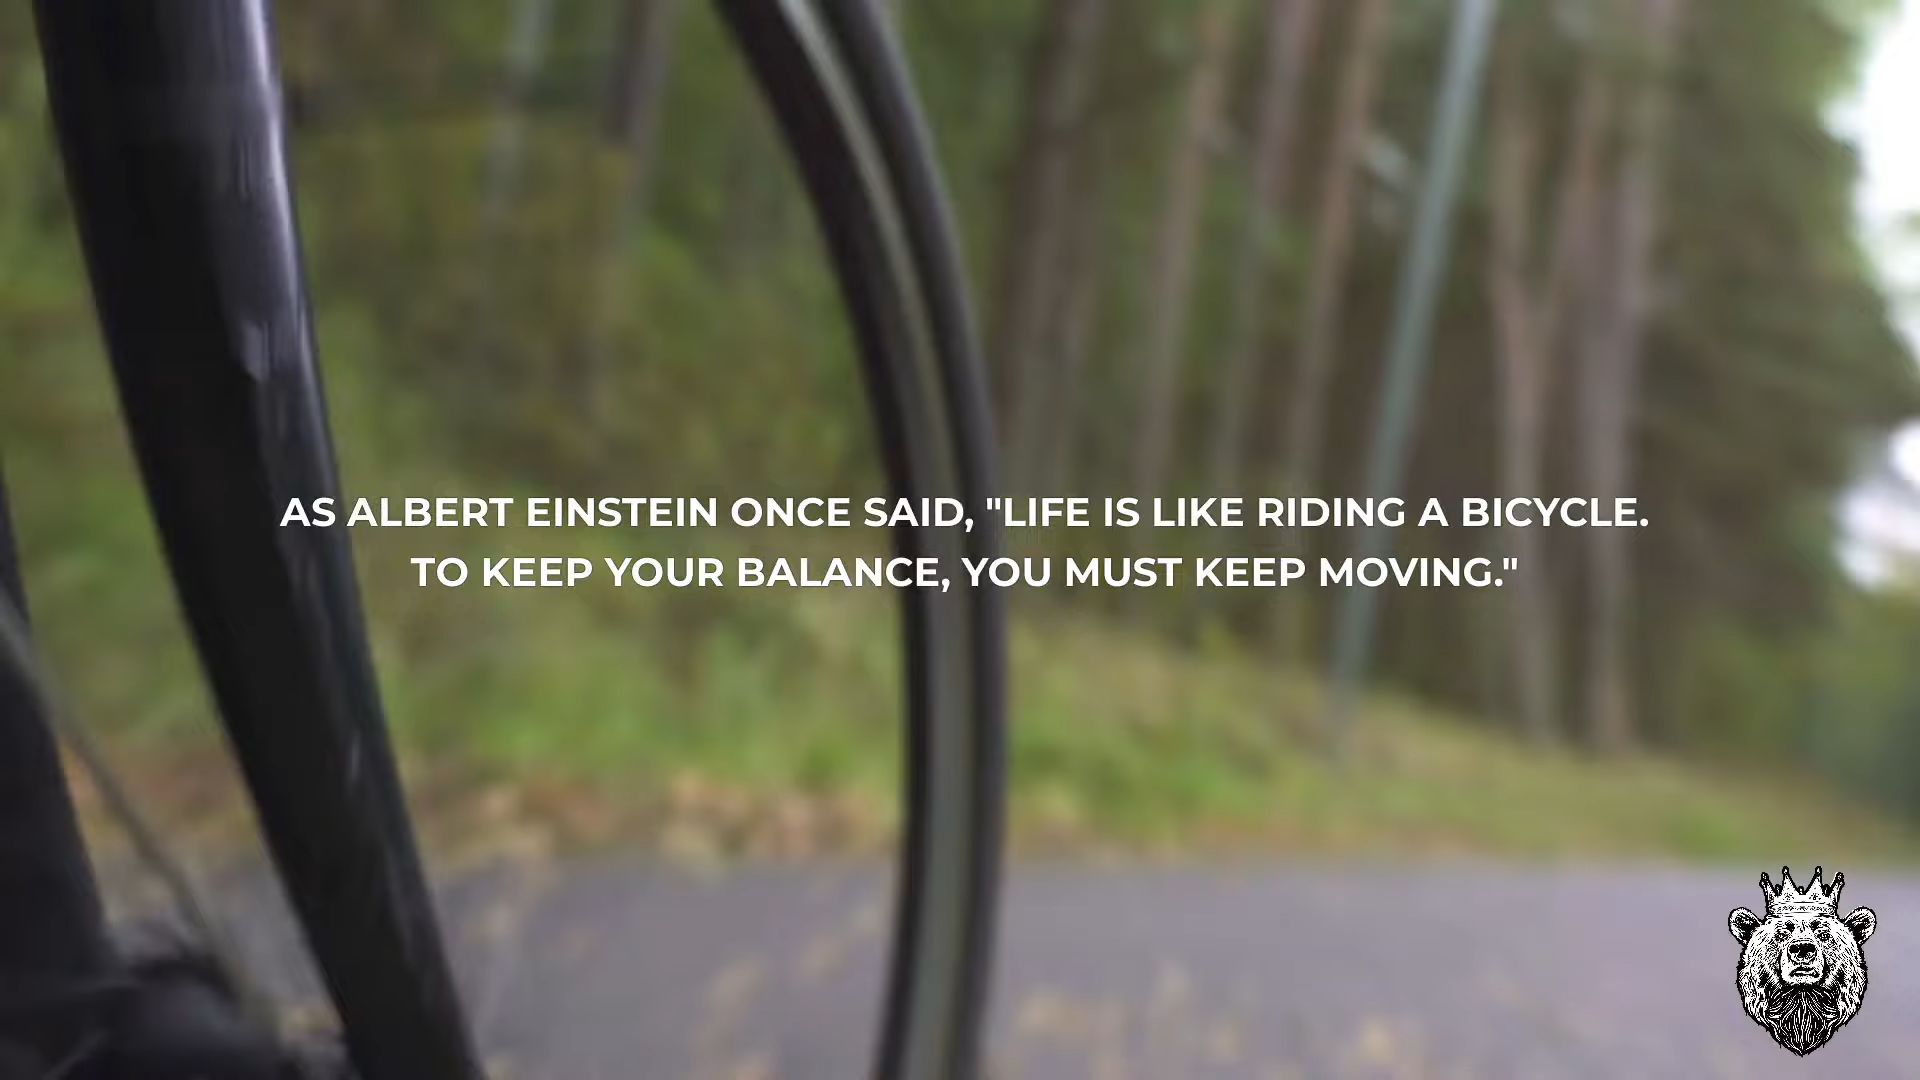 AS ALBERT EINSTEIN ONCE SAID, "LIFE IS LIKE RIDING A BICYCLE.
TO KEEP YOUR BALANCE, YOU MUST KEEP MOVING."